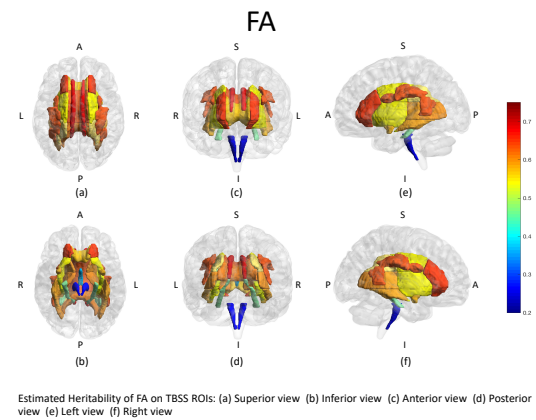 FA
A
S
S
L
R
R
L
A
P
0.7
0.6
0.5
0.4
0.3
0.2
P
I
I
(a)
(c)
(e)
A
S
S
R
L
L
R
P
A
P
I
I
(b)
(d)
(f)
Estimated Heritability of FA on TBSS ROIs: (a) Superior view (b) Inferior view (c) Anterior view (d) Posterior
view (e) Left view (f) Right view